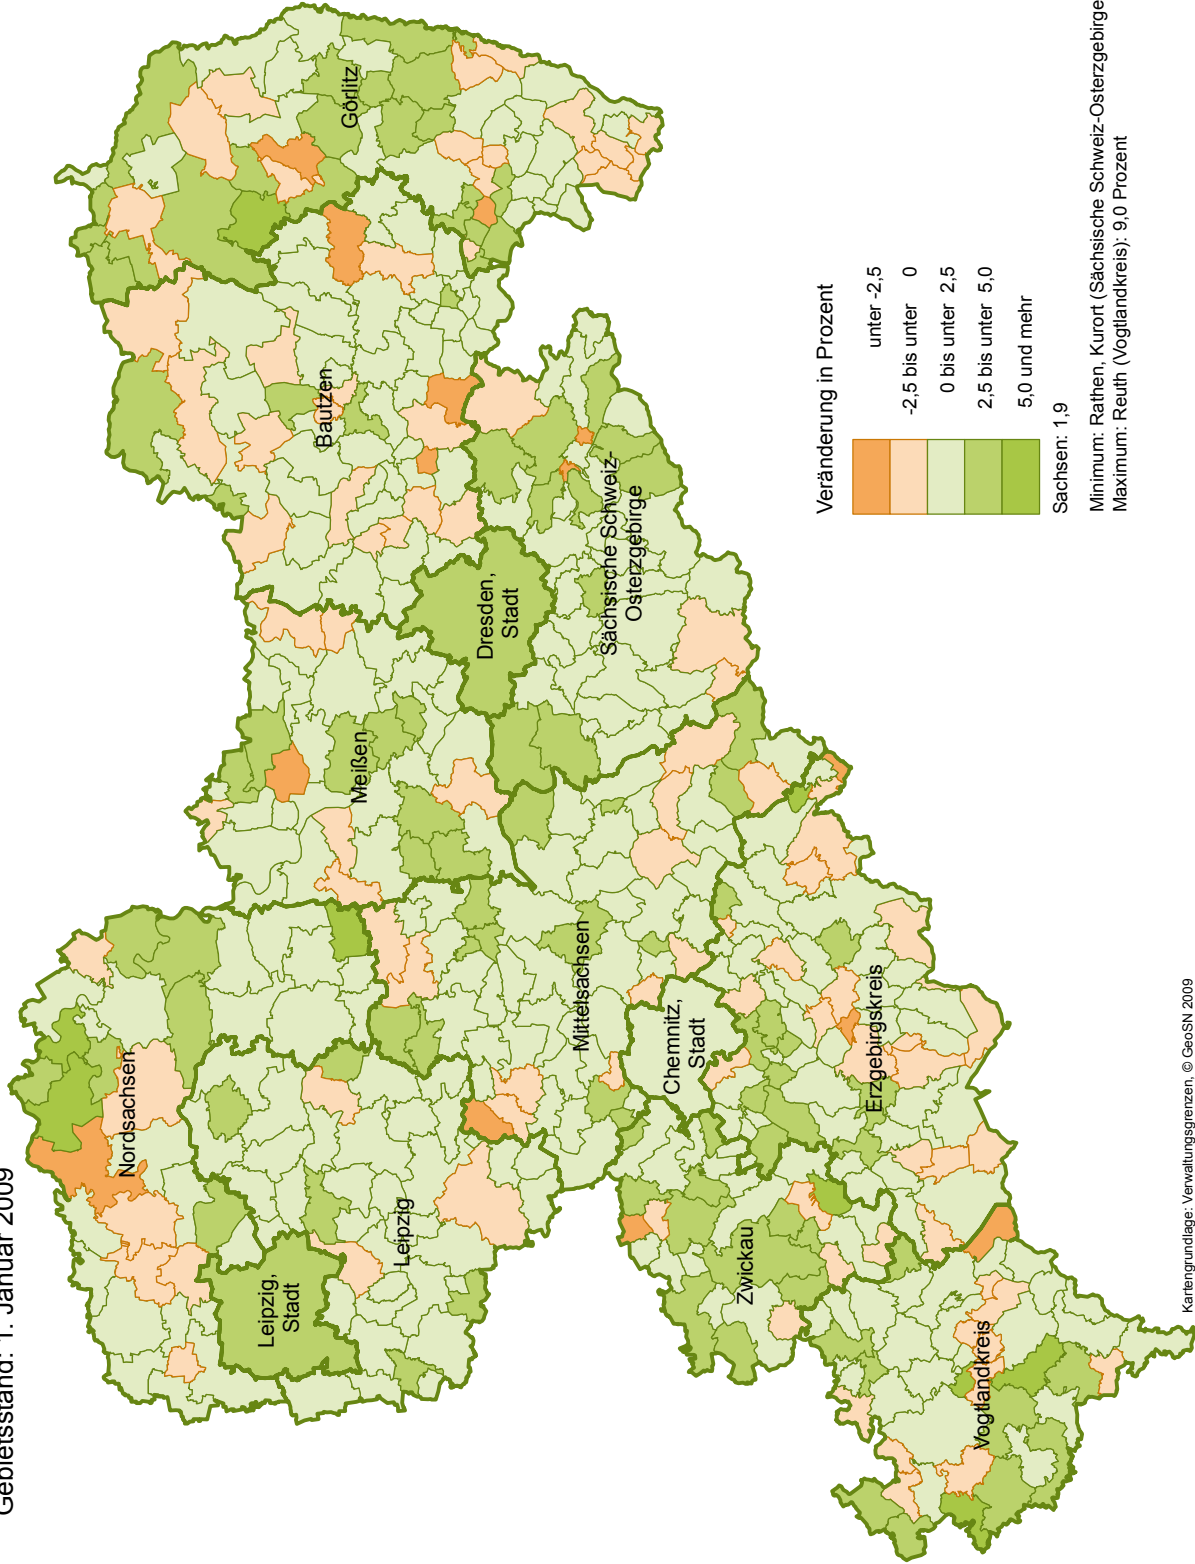 Gebietsstand: 1. Januar 2009
Nordsachsen
Leipzig,
Stadt
Leipzig
Meißen
Bautzen
Görlitz
Dresden,
Stadt
Sächsische Schweiz-
Osterzgebirge
Mittelsachsen
Chemnitz,
Stadt
Zwickau
Erzgebirgskreis
Vogtlandkreis
Veränderung in Prozent
unter -2,5
-2,5 bis unter 0
0 bis unter 2,5
2,5 bis unter 5,0
5,0 und mehr
Sachsen: 1,9
Minimum: Rathen, Kurort (Sächsische Schweiz-Osterzgebirge
Maximum: Reuth (Vogtlandkreis): 9,0 Prozent
Kartengrundlage: Verwaltungsgrenzen, © GeoSN 2009